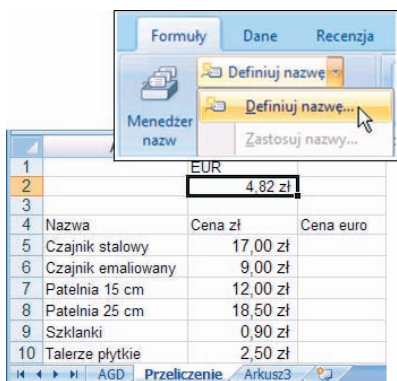 Formuły Dane Recenzja
Definiuj nazwę
Menedżer nazw
Definiuj nazwę...
Zastosuj nazwy...
1 EUR
2 4,82 zł
3
4 Nazwa Cena zł Cena euro
5 Czajnik stalowy 17,00 zł
6 Czajnik emaliowany 9,00 zł
7 Patelnia 15 cm 12,00 zł
8 Patelnia 25 cm 18,50 zł
9 Szklanki 0,90 zł
10 Talerze płytkie 2,50 zł
AGD Przeliczenie Arkusz3